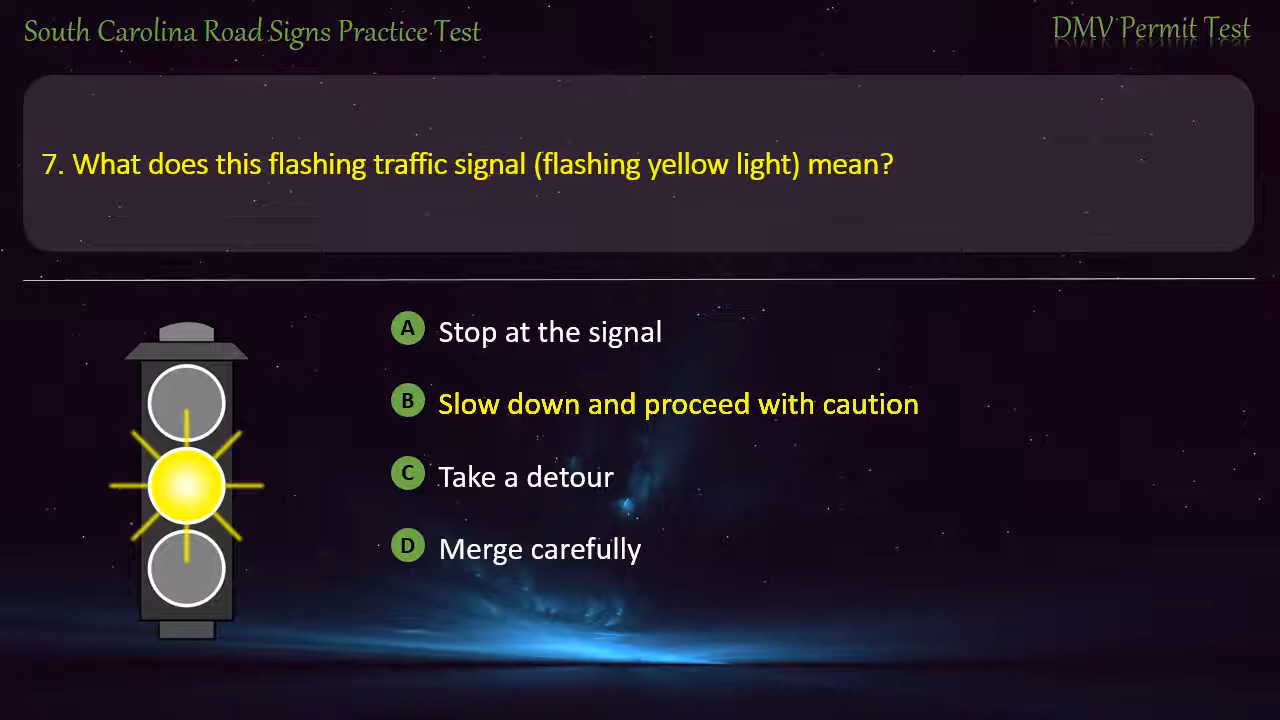 South Carolina Road Signs Practice Test
DMV Permit Test
7. What does this flashing traffic signal (flashing yellow light) mean?
A Stop at the signal
B Slow down and proceed with caution
C Take a detour
D Merge carefully